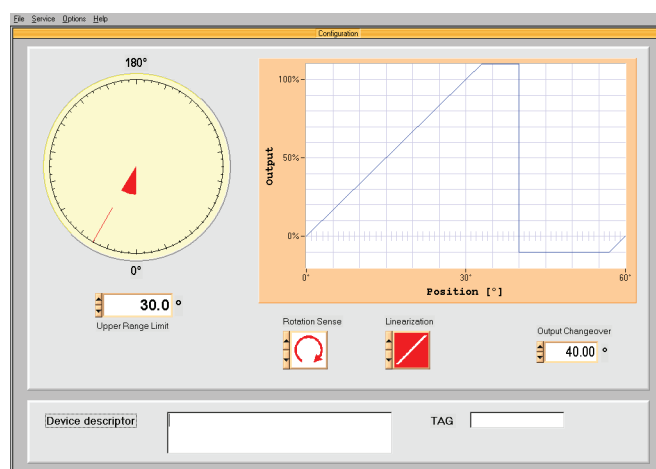 File Service Options Help
Configuration
180°
0°
30.0 °
Upper Range Limit
100%
50%
0%
Output
0° 30° 60°
Position [°]
Rotation Sense
Linearization
Output Changeover
40.00 °
Device descriptor
TAG